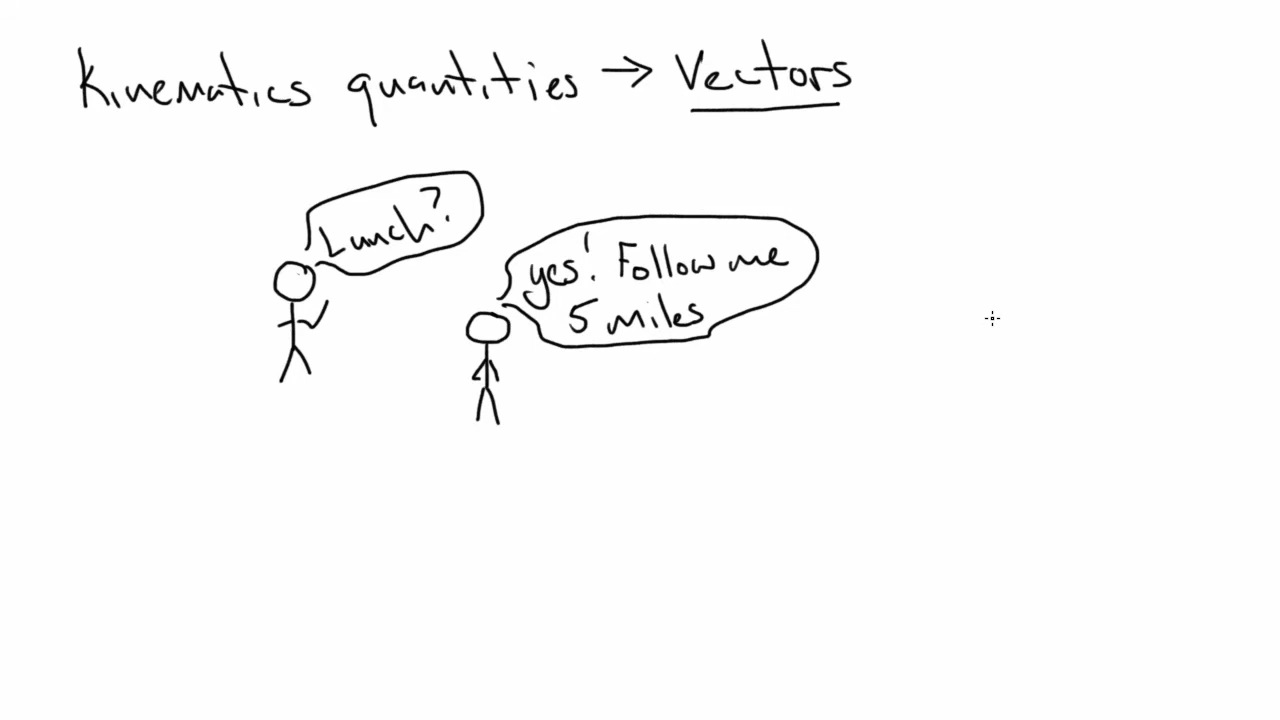 Kinematics quantities → Vectors
Lunch?
yes! Follow me
5 miles